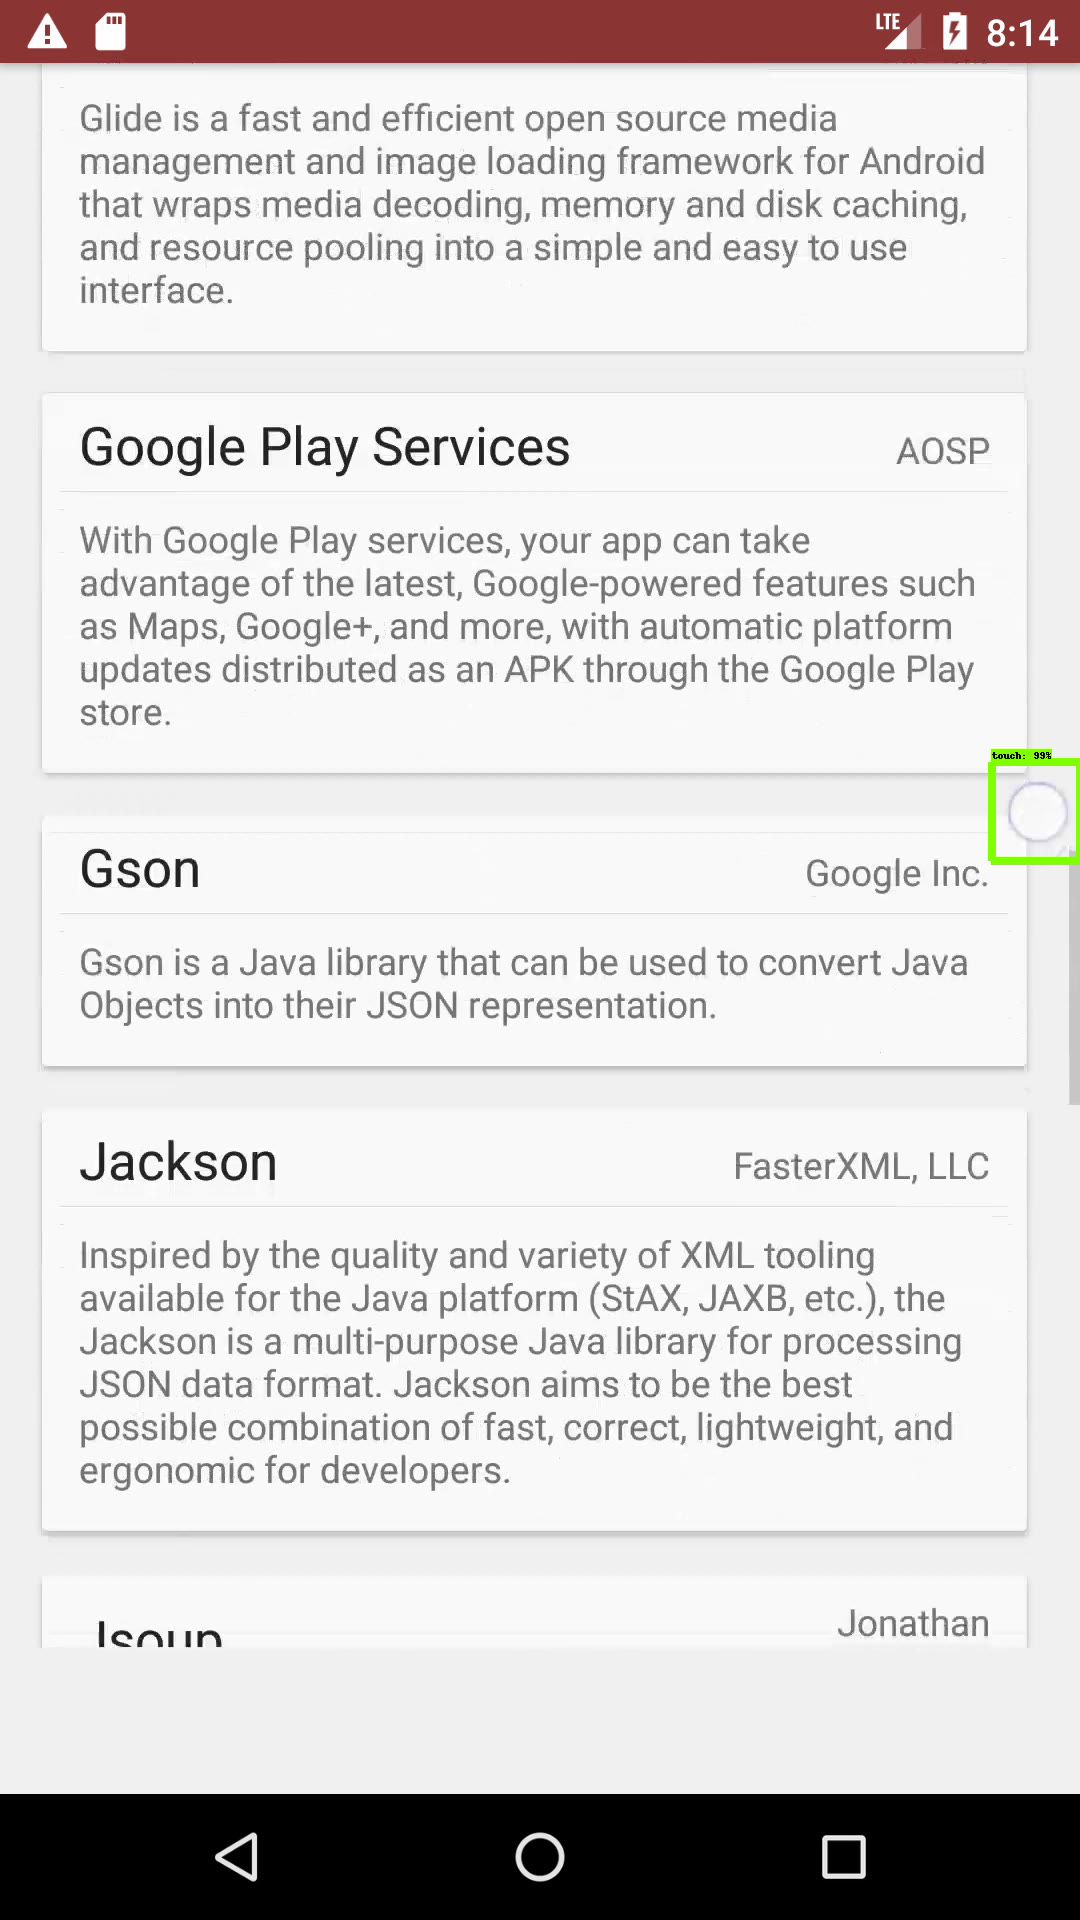 LTE 8:14
Glide is a fast and efficient open source media
management and image loading framework for Android
that wraps media decoding, memory and disk caching,
and resource pooling into a simple and easy to use
interface.
Google Play Services AOSP
With Google Play services, your app can take
advantage of the latest, Google-powered features such
as Maps, Google+, and more, with automatic platform
updates distributed as an APK through the Google Play
store.
touch: 99%
Gson Google Inc.
Gson is a Java library that can be used to convert Java
Objects into their JSON representation.
Jackson FasterXML, LLC
Inspired by the quality and variety of XML tooling
available for the Java platform (StAX, JAXB, etc.), the
Jackson is a multi-purpose Java library for processing
JSON data format. Jackson aims to be the best
possible combination of fast, correct, lightweight, and
ergonomic for developers.
Jsoup Jonathan